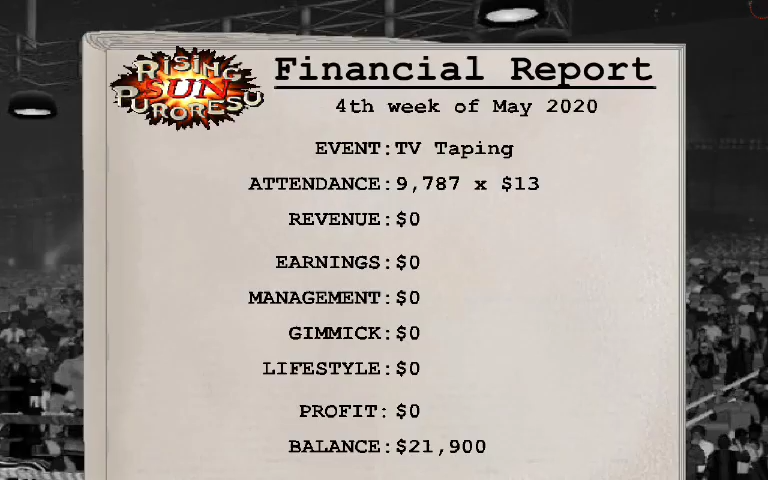 RISING
SUN
PURORESU
Financial Report
4th week of May 2020
EVENT:TV Taping
ATTENDANCE:9,787 x $13
REVENUE:$0
EARNINGS:$0
MANAGEMENT:$0
GIMMICK:$0
LIFESTYLE:$0
PROFIT:$0
BALANCE:$21,900